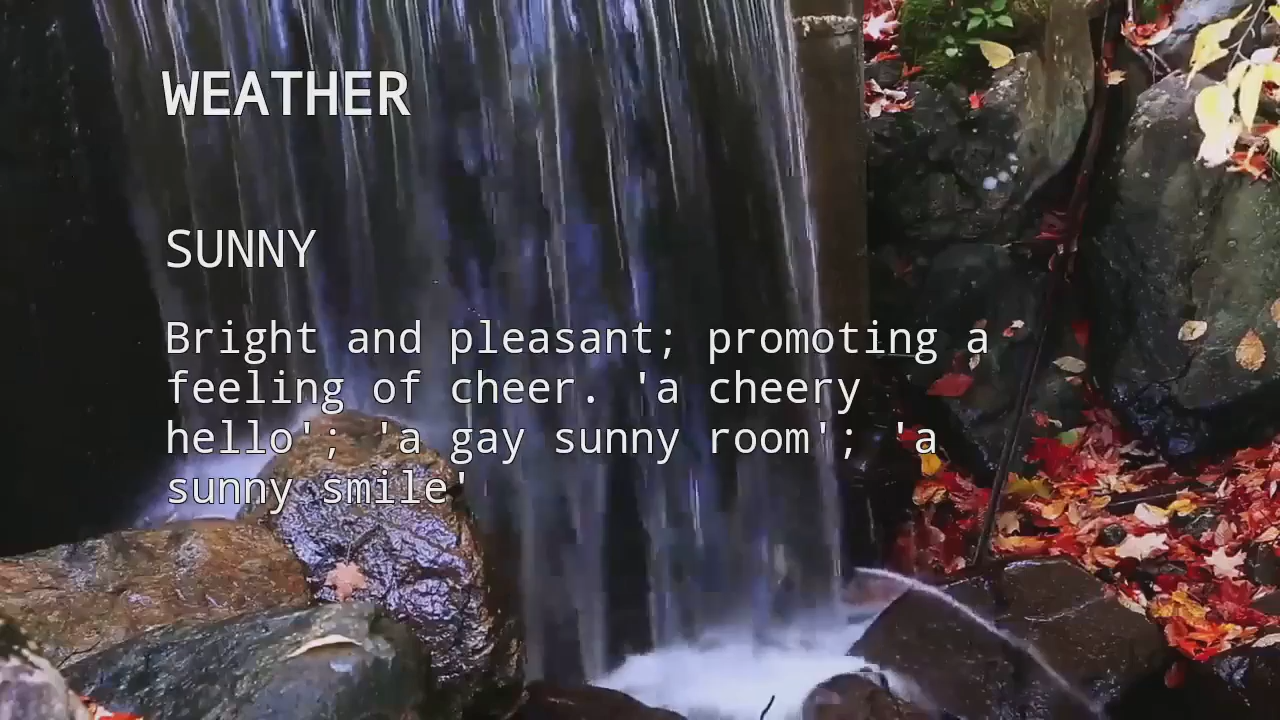 WEATHER
SUNNY
Bright and pleasant; promoting a
feeling of cheer. 'a cheery
hello'; 'a gay sunny room'; 'a
sunny smile'